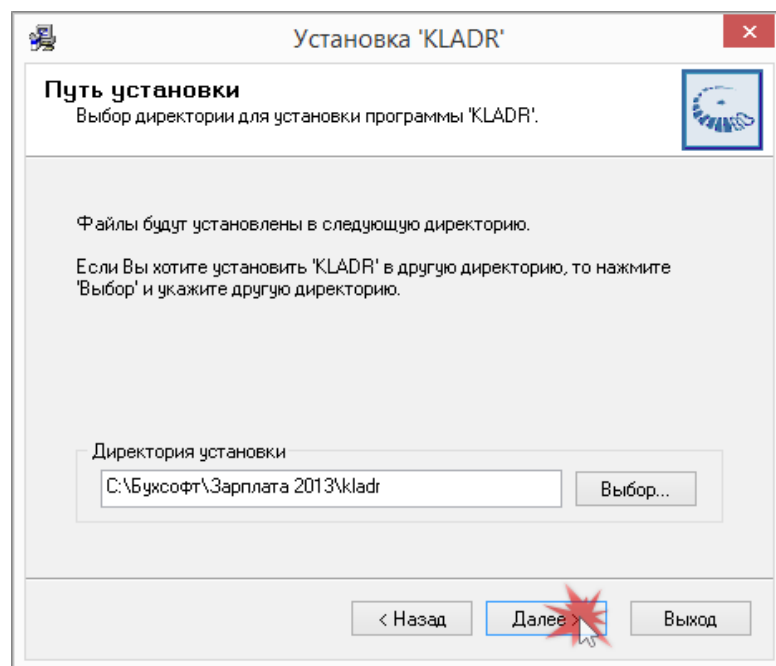 Установка 'KLADR'
Путь установки
Выбор директории для установки программы 'KLADR'.
Файлы будут установлены в следующую директорию.
Если Вы хотите установить 'KLADR' в другую директорию, то нажмите
'Выбор' и укажите другую директорию.
Директория установки
C:\Бухсофт\Зарплата 2013\kladr
Выбор...
< Назад
Далее >
Выход